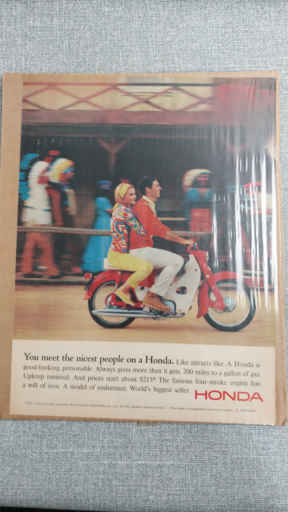 You meet the nicest people on a Honda. Like attracts like. A Honda is
good-looking, personable. Always gives more than it gets. 200 miles to a gallon of gas.
Upkeep minimal. And prices start about $215*. The famous four-stroke engine has
a will of iron. A model of endurance. World's biggest seller. HONDA